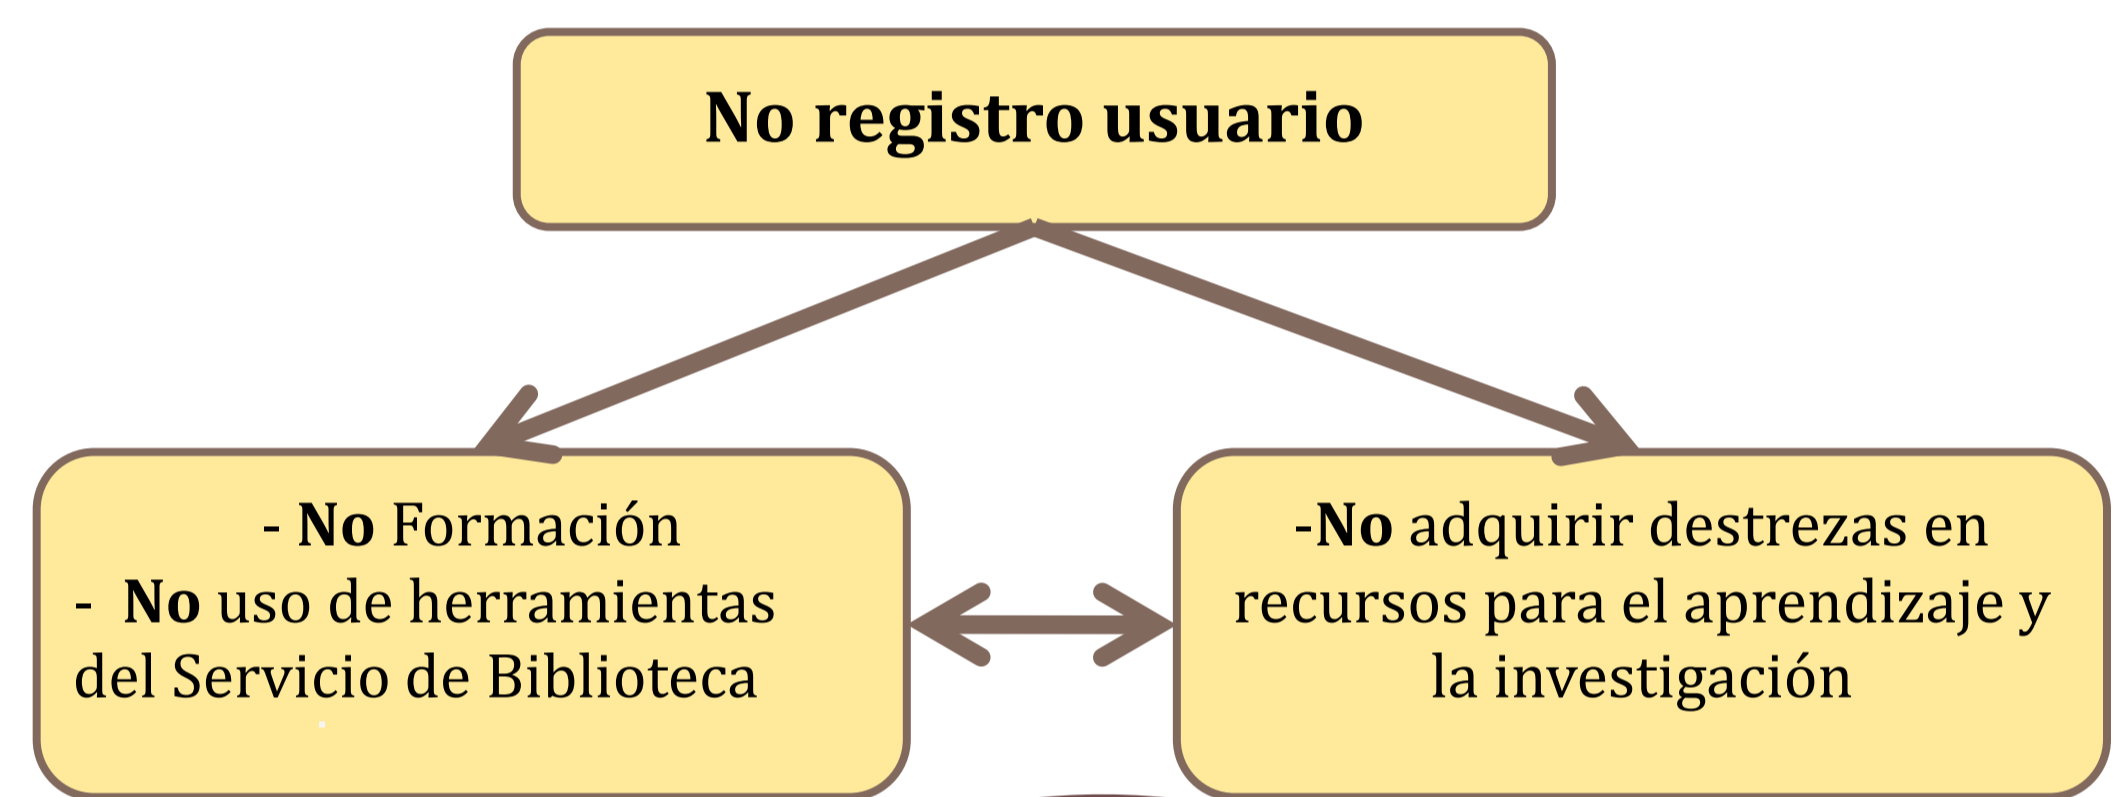 No registro usuario
- No Formación
- No uso de herramientas
del Servicio de Biblioteca
-No adquirir destrezas en
recursos para el aprendizaje y
la investigación